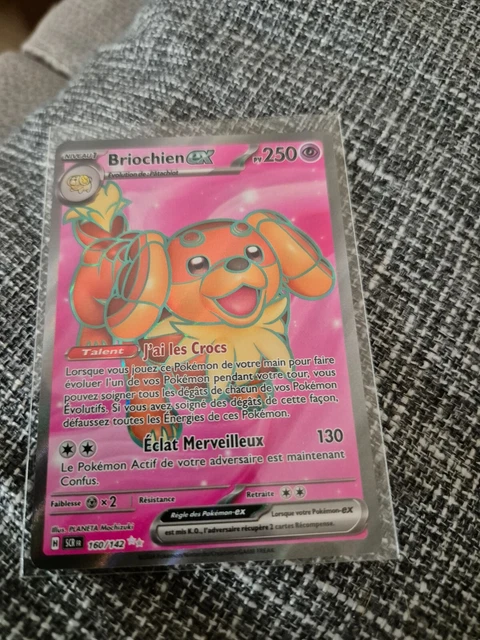 NIVEAU 1
Briochien ex PV 250
Évolution de Pâtachiot
Talent J'ai les Crocs
Lorsque vous jouez ce Pokémon de votre main pour faire
évoluer l'un de vos Pokémon pendant votre tour, vous
pouvez soigner tous les dégâts de chacun de vos Pokémon
Évolutifs. Si vous avez soigné des dégâts de cette façon,
défaussez toutes les Énergies de ces Pokémon.
Éclat Merveilleux 130
Le Pokémon Actif de votre adversaire est maintenant
Confus.
Faiblesse ×2 Résistance Retraite
Règle des Pokémon-ex Lorsque votre Pokémon-ex
est mis K.O., l'adversaire récupère 2 cartes Récompense.
Illus. PLANETA Mochizuki
H SCR FR 160/142